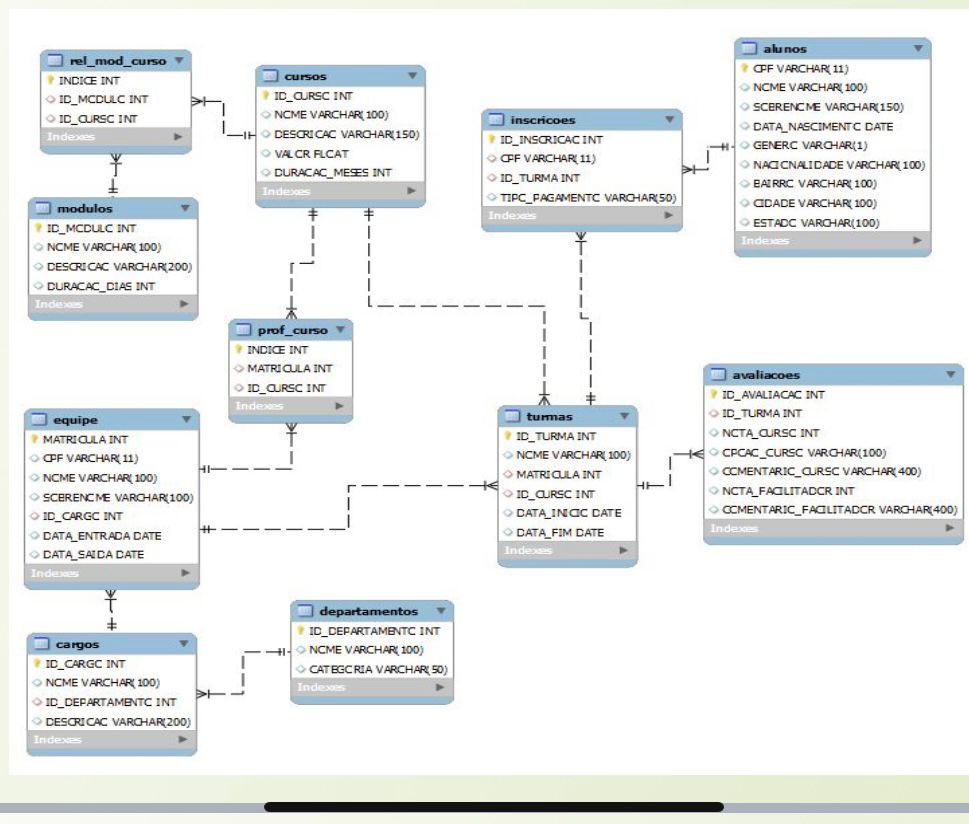 rel_mod_curso
INDICE INT
ID_MCDULC INT
ID_CURSC INT
Indexes
cursos
ID_CURSC INT
NCME VARCHAR(100)
DESCRICAC VARCHAR(150)
VALCR FLCAT
DURACAC_MESES INT
Indexes
inscricoes
ID_INSCRICAC INT
CPF VARCHAR(11)
ID_TURMA INT
TIPC_PAGAMENTC VARCHAR(50)
Indexes
alunos
CPF VARCHAR(11)
NCME VARCHAR(100)
SCBRENCME VARCHAR(150)
DATA_NASCIMENTC DATE
GENERC VARCHAR(1)
NACICNALIDADE VARCHAR(100)
BAIRRC VARCHAR(100)
CIDADE VARCHAR(100)
ESTADC VARCHAR(100)
Indexes
modulos
ID_MCDULC INT
NCME VARCHAR(100)
DESCRICAC VARCHAR(200)
DURACAC_DIAS INT
Indexes
prof_curso
INDICE INT
MATRICULA INT
ID_CURSC INT
Indexes
equipe
MATRICULA INT
CPF VARCHAR(11)
NCME VARCHAR(100)
SCBRENCME VARCHAR(100)
ID_CARGC INT
DATA_ENTRADA DATE
DATA_SAIDA DATE
Indexes
turmas
ID_TURMA INT
NCME VARCHAR(100)
MATRICULA INT
ID_CURSC INT
DATA_INICIC DATE
DATA_FIM DATE
Indexes
avaliacoes
ID_AVALIACAC INT
ID_TURMA INT
NCTA_CURSC INT
CPCAC_CURSC VARCHAR(100)
CCMENTARIC_CURSC VARCHAR(400)
NCTA_FACILITADCR INT
CCMENTARIC_FACILITADCR VARCHAR(400)
Indexes
cargos
ID_CARGC INT
NCME VARCHAR(100)
ID_DEPARTAMENTC INT
DESCRICAC VARCHAR(200)
Indexes
departamentos
ID_DEPARTAMENTC INT
NCME VARCHAR(100)
CATEGCRIA VARCHAR(50)
Indexes